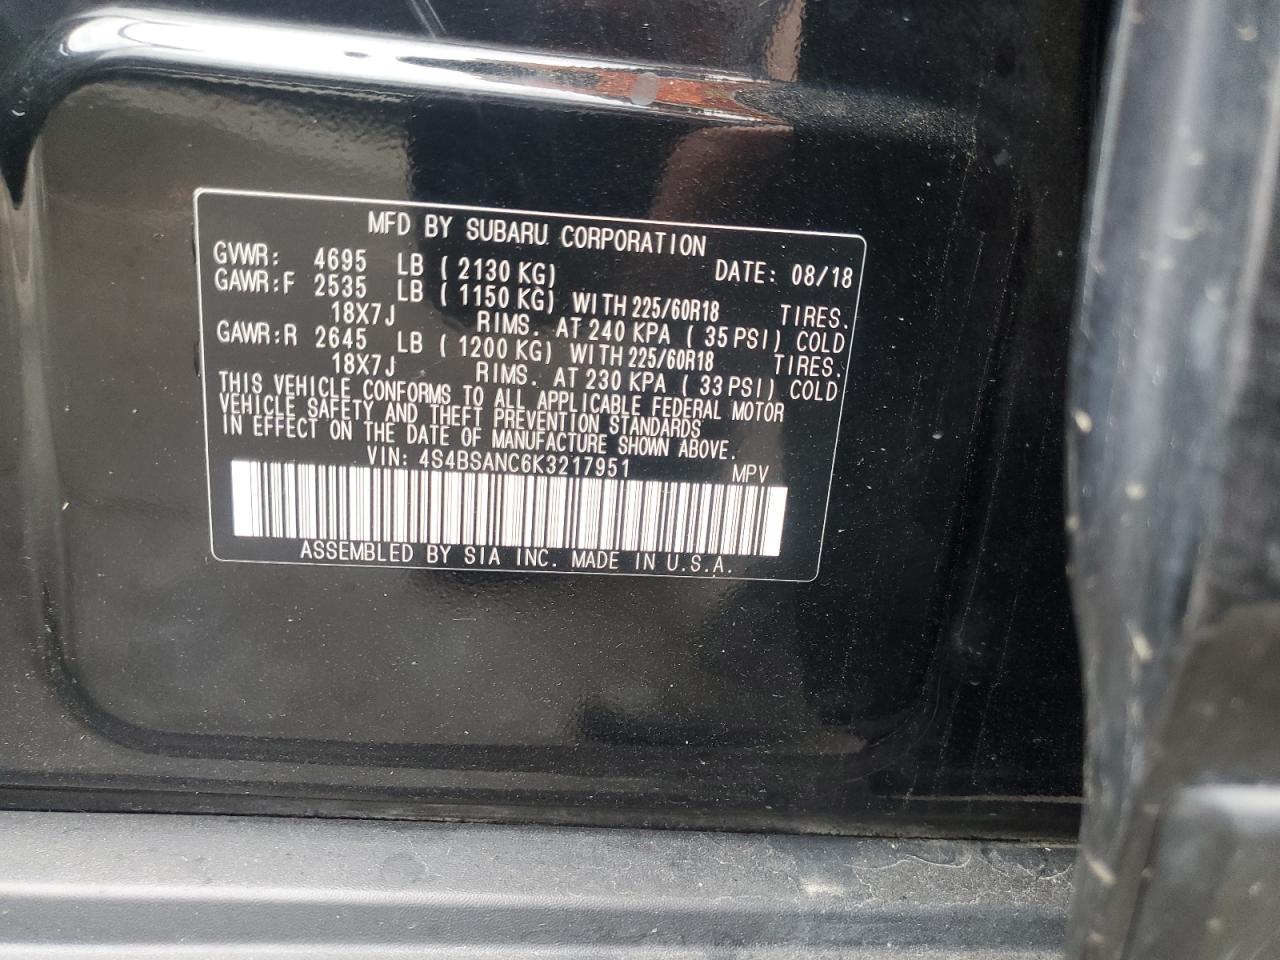 MFD BY SUBARU CORPORATION
GVWR: 4695 LB ( 2130 KG) DATE: 08/18
GAWR:F 2535 LB ( 1150 KG) WITH 225/60R18 TIRES.
18X7J RIMS. AT 240 KPA ( 35 PSI) COLD
GAWR:R 2645 LB ( 1200 KG) WITH 225/60R18 TIRES.
18X7J RIMS. AT 230 KPA ( 33 PSI) COLD
THIS VEHICLE CONFORMS TO ALL APPLICABLE FEDERAL MOTOR
VEHICLE SAFETY AND THEFT PREVENTION STANDARDS
IN EFFECT ON THE DATE OF MANUFACTURE SHOWN ABOVE.
VIN: 4S4BSANC6K3217951 MPV
ASSEMBLED BY SIA INC. MADE IN U.S.A.